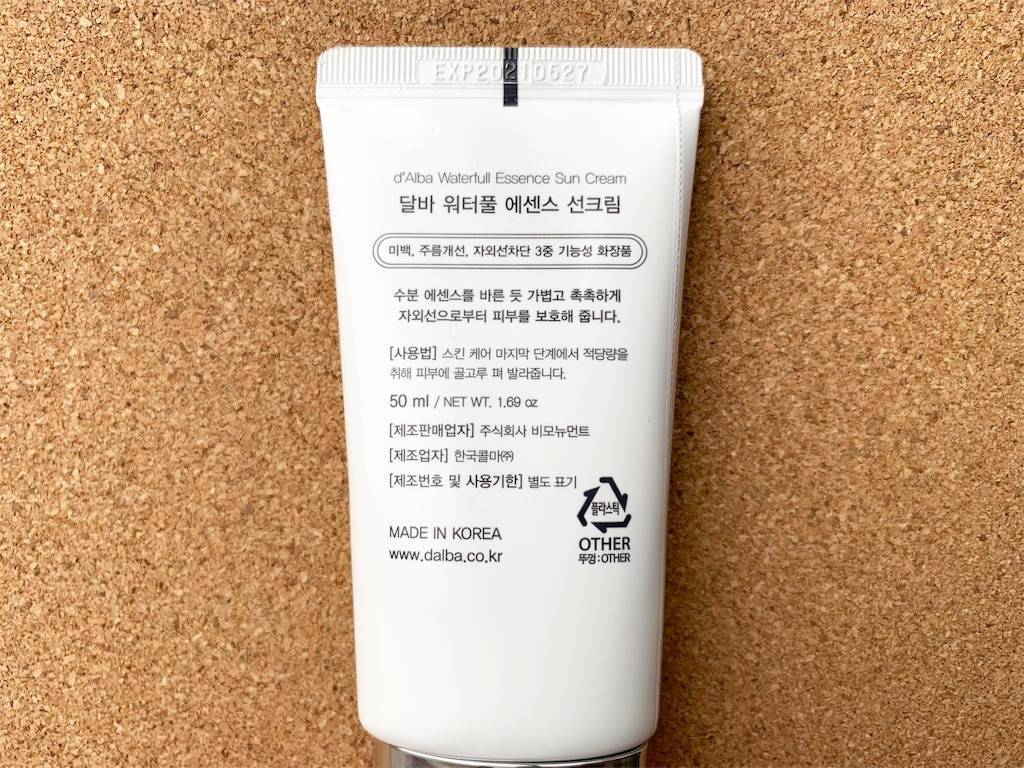 EXP20210527
d'Alba Waterfull Essence Sun Cream
달바 워터풀 에센스 선크림
미백, 주름개선, 자외선차단 3중 기능성 화장품
수분 에센스를 바른 듯 가볍고 촉촉하게
자외선으로부터 피부를 보호해 줍니다.
[사용법] 스킨 케어 마지막 단계에서 적당량을
취해 피부에 골고루 펴 발라줍니다.
50 ml / NET WT. 1.69 oz
[제조판매업자] 주식회사 비모뉴먼트
[제조업자] 한국콜마㈜
[제조번호 및 사용기한] 별도 표기
플라스틱
OTHER
뚜껑:OTHER
MADE IN KOREA
www.dalba.co.kr